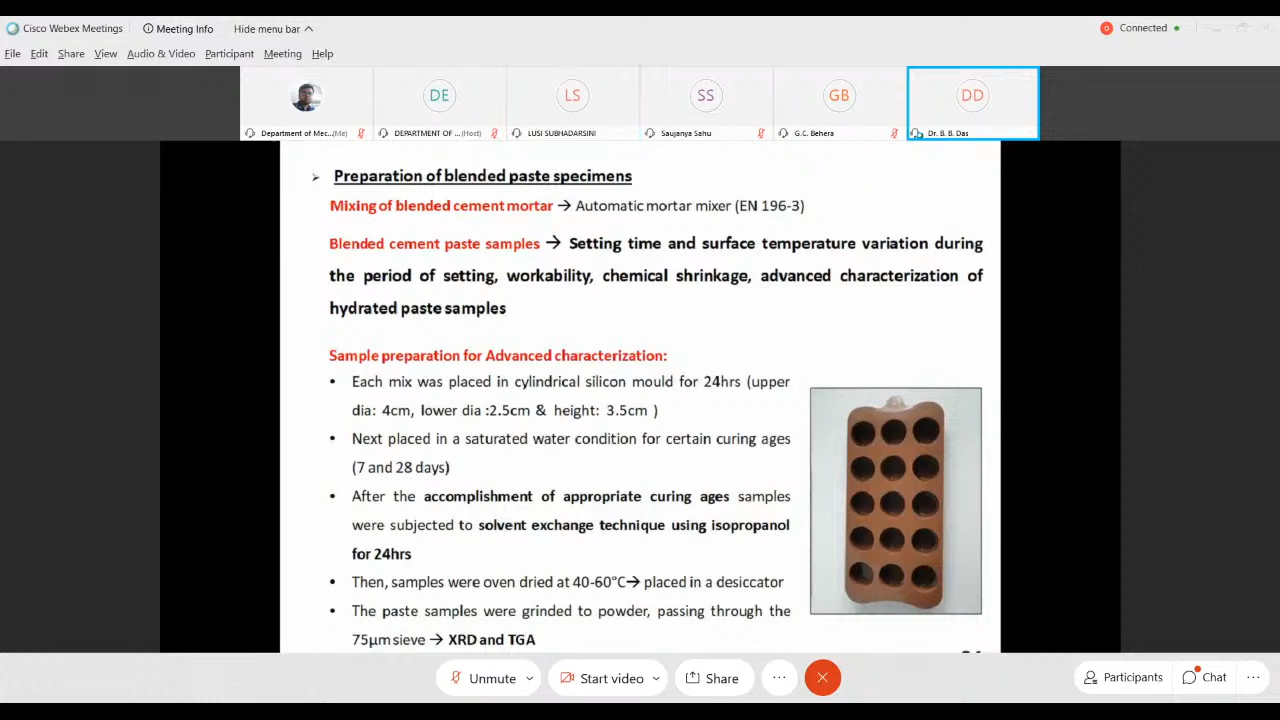 Cisco Webex Meetings
Meeting Info
Hide menu bar
Connected
File Edit Share View Audio & Video Participant Meeting Help
DE LS SS GB DD
Department of Mec... (Me) DEPARTMENT OF ... (Host) LUSI SUBHADARSINI Saujanya Sahu G.C. Behera Dr. B. B. Das
➢ Preparation of blended paste specimens
Mixing of blended cement mortar → Automatic mortar mixer (EN 196-3)
Blended cement paste samples → Setting time and surface temperature variation during
the period of setting, workability, chemical shrinkage, advanced characterization of
hydrated paste samples
Sample preparation for Advanced characterization:
• Each mix was placed in cylindrical silicon mould for 24hrs (upper
dia: 4cm, lower dia :2.5cm & height: 3.5cm )
• Next placed in a saturated water condition for certain curing ages
(7 and 28 days)
• After the accomplishment of appropriate curing ages samples
were subjected to solvent exchange technique using isopropanol
for 24hrs
• Then, samples were oven dried at 40-60°C→ placed in a desiccator
• The paste samples were grinded to powder, passing through the
75µm sieve → XRD and TGA
Unmute Start video Share Participants Chat